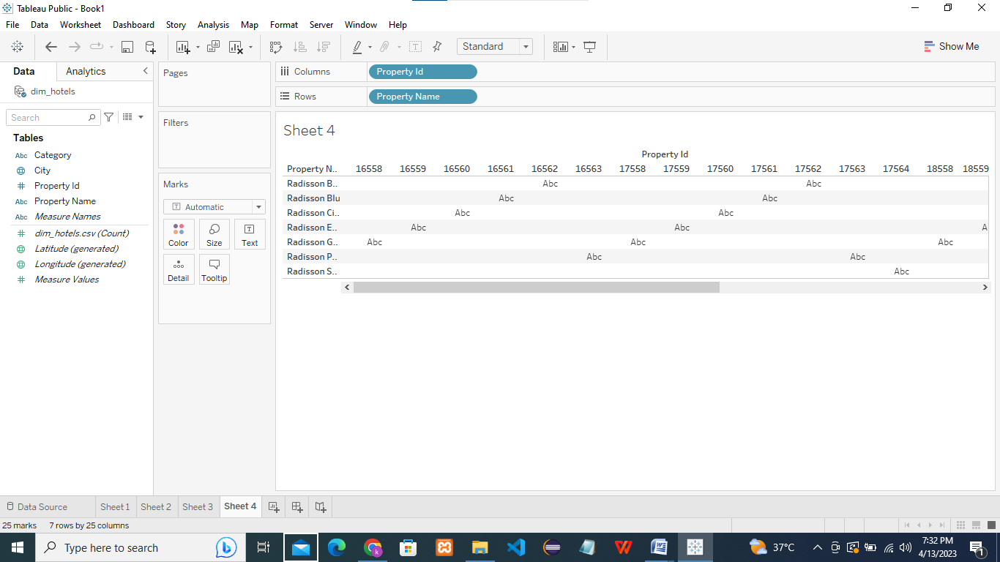 Tableau Public - Book1
File Data Worksheet Dashboard Story Analysis Map Format Server Window Help
Standard
Show Me
Data Analytics
dim_hotels
Search
Tables
Abc Category
City
# Property Id
Abc Property Name
Abc Measure Names
# dim_hotels.csv (Count)
Latitude (generated)
Longitude (generated)
# Measure Values
Pages
Filters
Marks
T Automatic
Color Size T Text
Detail Tooltip
Columns Property Id
Rows Property Name
Sheet 4
Property Id
Property N.. 16558 16559 16560 16561 16562 16563 17558 17559 17560 17561 17562 17563 17564 18558 18559
Radisson B.. Abc Abc
Radisson Blu Abc Abc
Radisson Ci.. Abc Abc
Radisson E.. Abc Abc A
Radisson G.. Abc Abc Abc
Radisson P.. Abc Abc
Radisson S.. Abc
Data Source Sheet 1 Sheet 2 Sheet 3 Sheet 4
25 marks 7 rows by 25 columns
Type here to search
k
W
37°C
7:32 PM
4/13/2023
1